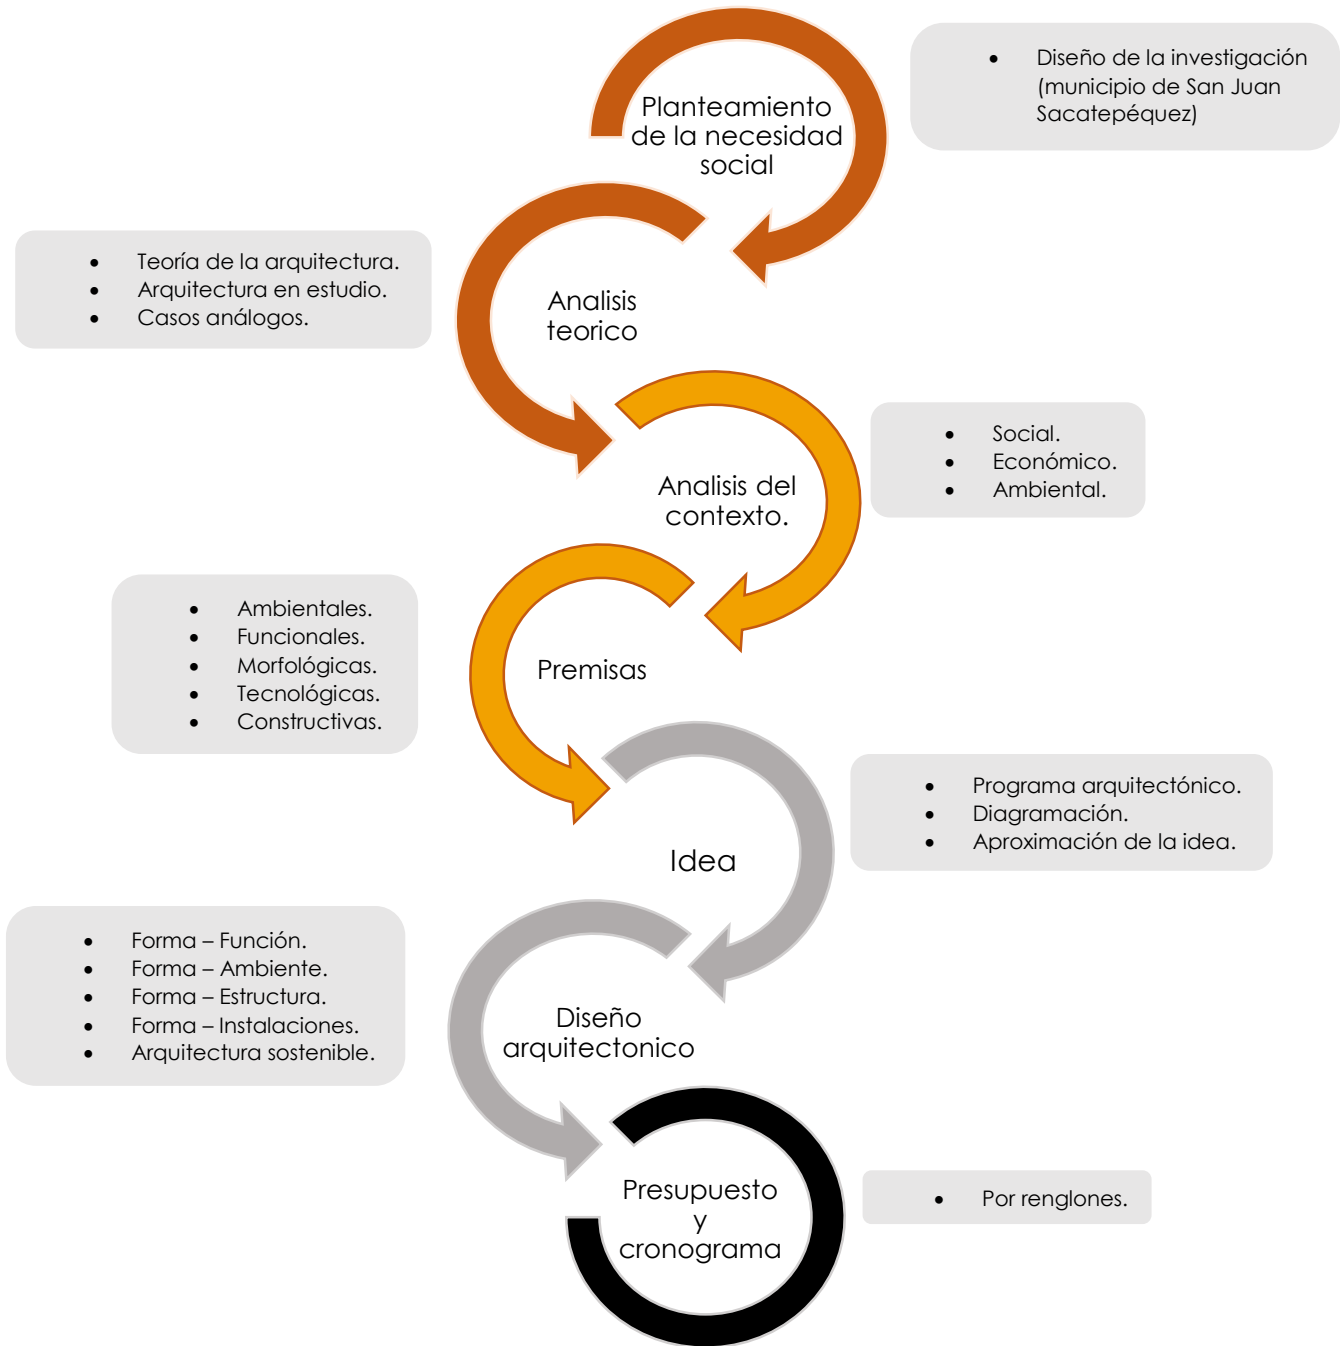 Planteamiento
de la necesidad
social
• Diseño de la investigación
(municipio de San Juan
Sacatepéquez)
Analisis
teorico
• Teoría de la arquitectura.
• Arquitectura en estudio.
• Casos análogos.
Analisis del
contexto.
• Social.
• Económico.
• Ambiental.
Premisas
• Ambientales.
• Funcionales.
• Morfológicas.
• Tecnológicas.
• Constructivas.
Idea
• Programa arquitectónico.
• Diagramación.
• Aproximación de la idea.
Diseño
arquitectonico
• Forma – Función.
• Forma – Ambiente.
• Forma – Estructura.
• Forma – Instalaciones.
• Arquitectura sostenible.
Presupuesto
y
cronograma
• Por renglones.